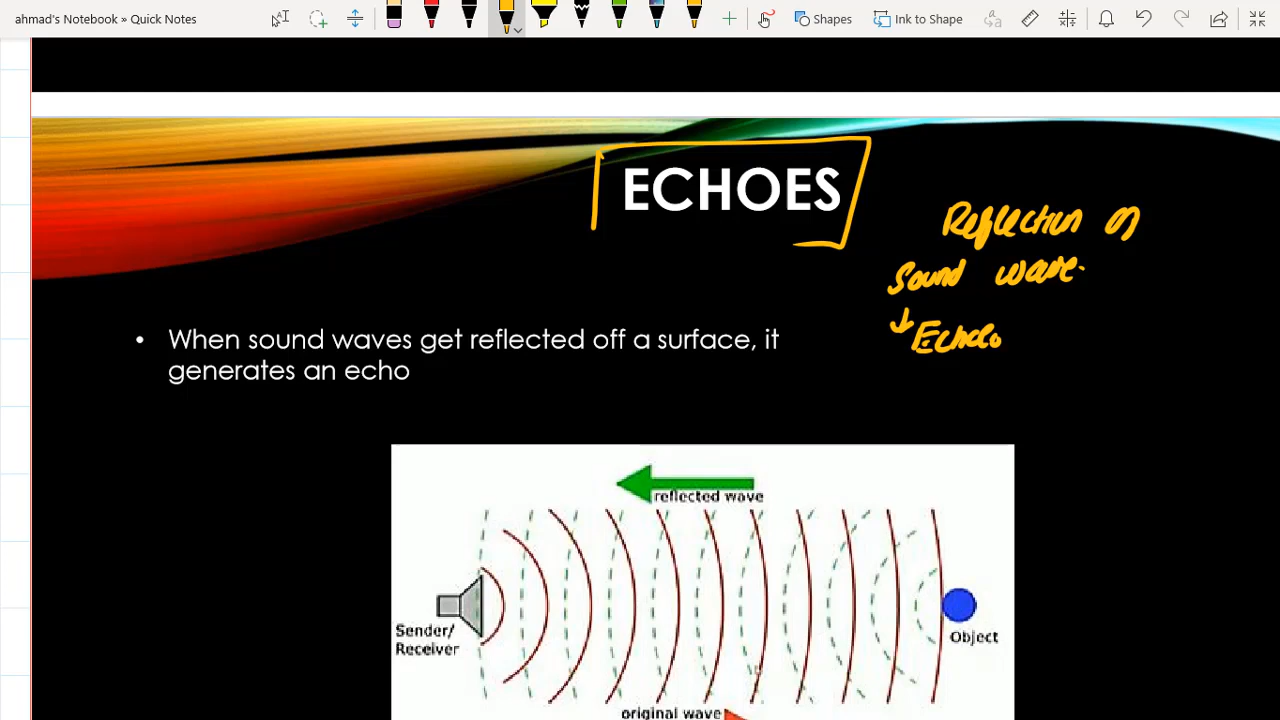 ahmad's Notebook » Quick Notes
Shapes
Ink to Shape
ECHOES
Reflection of
Sound wave.
• When sound waves get reflected off a surface, it
generates an echo
reflected wave
Sender/
Receiver
Object
original wave